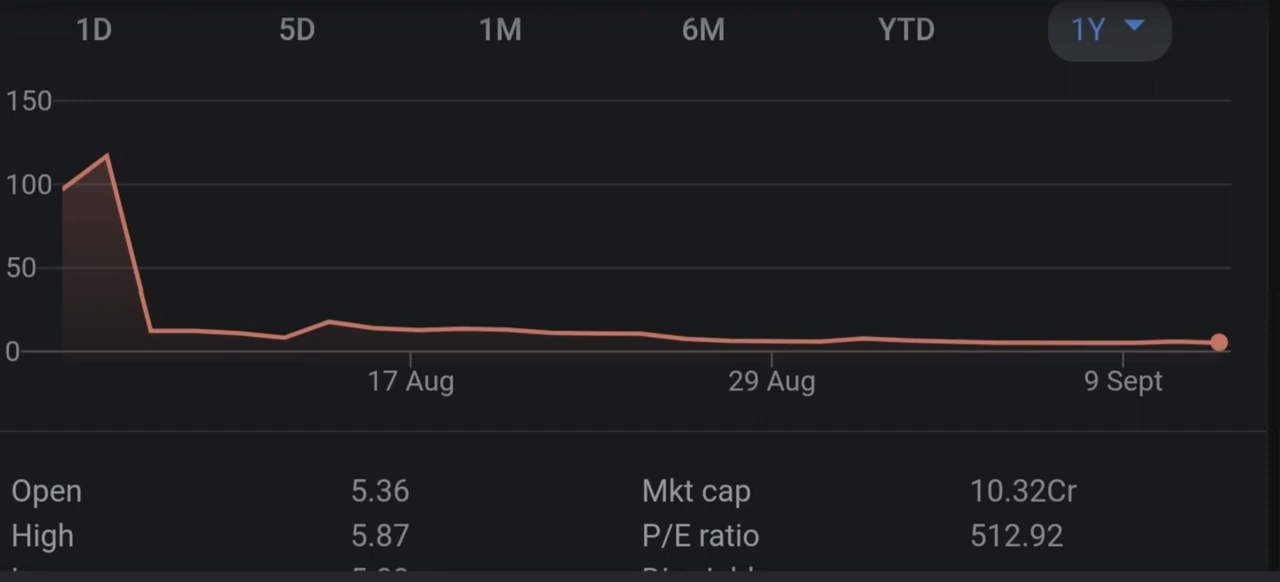 1D 5D 1M 6M YTD 1Y
150
100
50
0
17 Aug 29 Aug 9 Sept
Open 5.36 Mkt cap 10.32Cr
High 5.87 P/E ratio 512.92